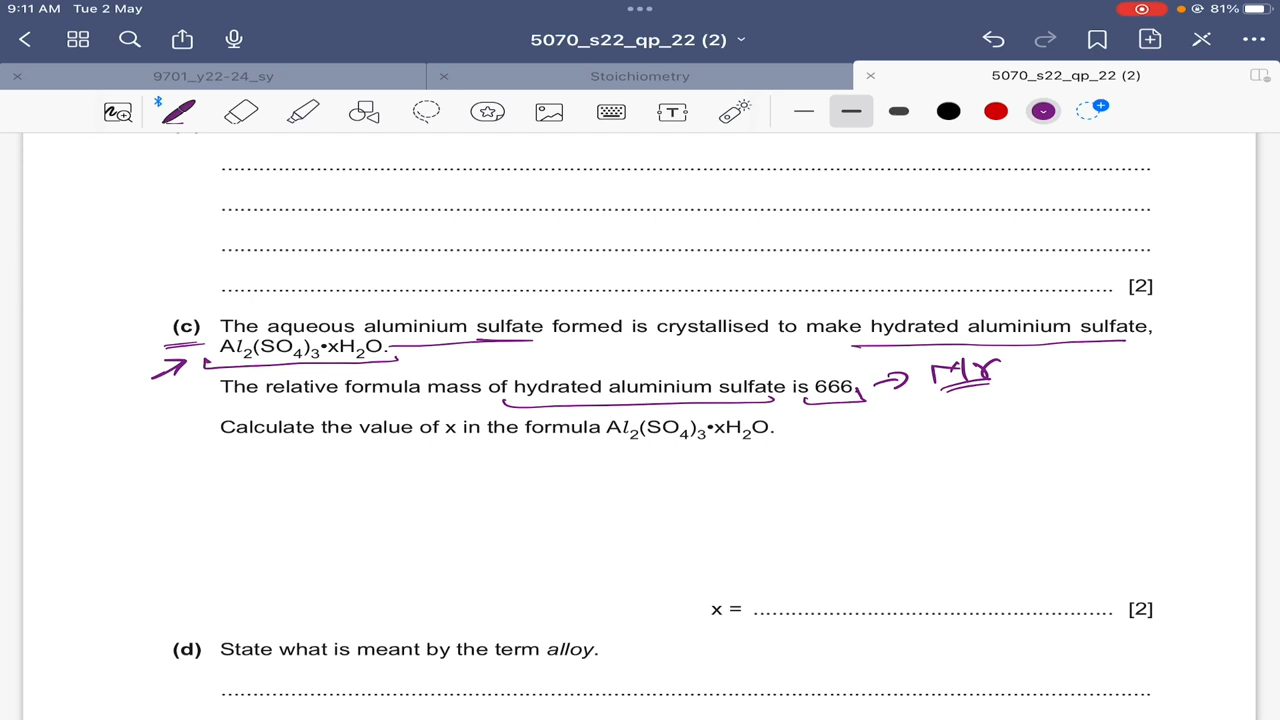 9:11 AM Tue 2 May
81%
5070_s22_qp_22 (2)
9701_y22-24_sy
Stoichiometry
5070_s22_qp_22 (2)
T
[2]
(c) The aqueous aluminium sulfate formed is crystallised to make hydrated aluminium sulfate,
Al₂(SO₄)₃•xH₂O.
The relative formula mass of hydrated aluminium sulfate is 666. → Mr
Calculate the value of x in the formula Al₂(SO₄)₃•xH₂O.
x = .................................................... [2]
(d) State what is meant by the term alloy.